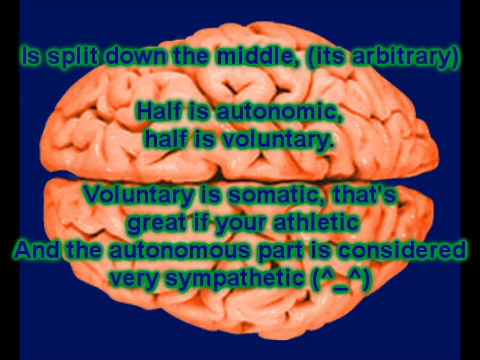 Is split down the middle, (its arbitrary)
Half is autonomic,
half is voluntary.
Voluntary is somatic, that's
great if your athletic
And the autonomous part is considered
very sympathetic (^_^)